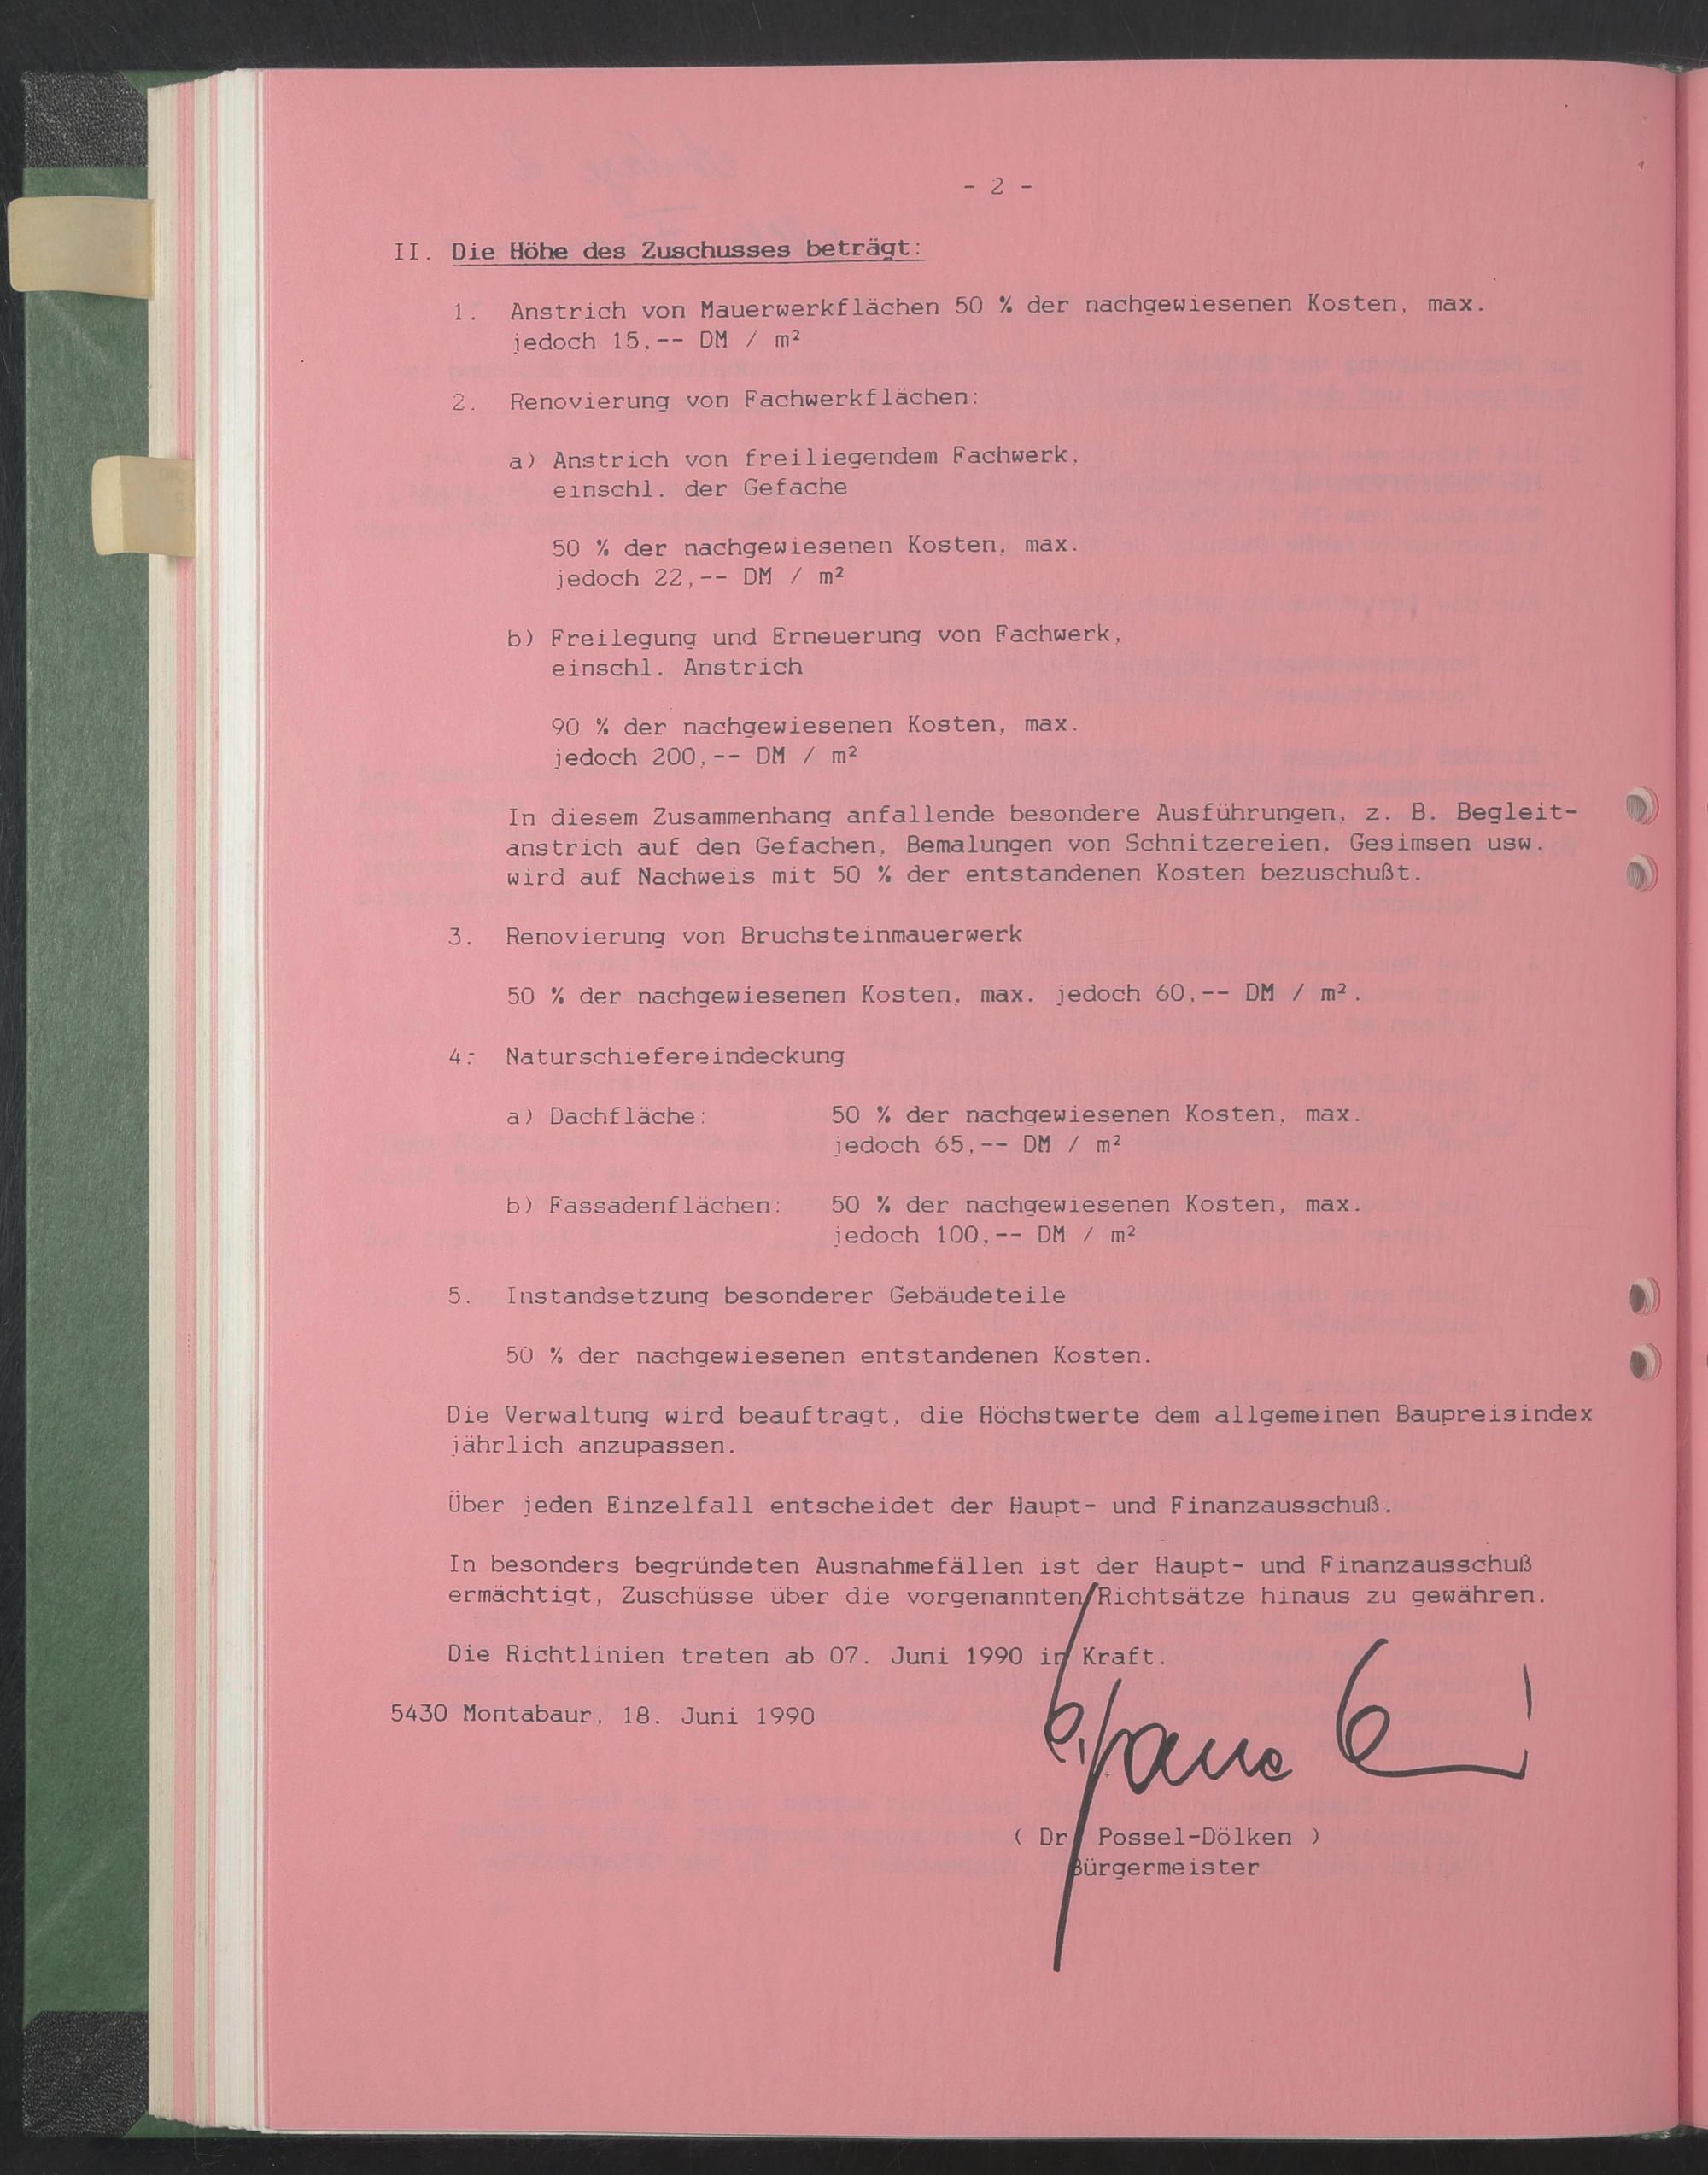 - 2 -
II. Die Höhe des Zuschusses beträgt:
1. Anstrich von Mauerwerkflächen 50 % der nachgewiesenen Kosten, max.
jedoch 15,-- DM / m²
2. Renovierung von Fachwerkflächen:
a) Anstrich von freiliegendem Fachwerk,
einschl. der Gefache
50 % der nachgewiesenen Kosten, max.
jedoch 22,-- DM / m²
b) Freilegung und Erneuerung von Fachwerk,
einschl. Anstrich
90 % der nachgewiesenen Kosten, max.
jedoch 200,-- DM / m²
In diesem Zusammenhang anfallende besondere Ausführungen, z. B. Begleit-
anstrich auf den Gefachen, Bemalungen von Schnitzereien, Gesimsen usw.
wird auf Nachweis mit 50 % der entstandenen Kosten bezuschußt.
3. Renovierung von Bruchsteinmauerwerk
50 % der nachgewiesenen Kosten, max. jedoch 60,-- DM / m².
4.- Naturschiefereindeckung
a) Dachfläche: 50 % der nachgewiesenen Kosten, max.
jedoch 65,-- DM / m²
b) Fassadenflächen: 50 % der nachgewiesenen Kosten, max.
jedoch 100,-- DM / m²
5. Instandsetzung besonderer Gebäudeteile
50 % der nachgewiesenen entstandenen Kosten.
Die Verwaltung wird beauftragt, die Höchstwerte dem allgemeinen Baupreisindex
jährlich anzupassen.
Über jeden Einzelfall entscheidet der Haupt- und Finanzausschuß.
In besonders begründeten Ausnahmefällen ist der Haupt- und Finanzausschuß
ermächtigt, Zuschüsse über die vorgenannten Richtsätze hinaus zu gewähren.
Die Richtlinien treten ab 07. Juni 1990 in Kraft.
5430 Montabaur, 18. Juni 1990
( Dr. Possel-Dölken )
Bürgermeister